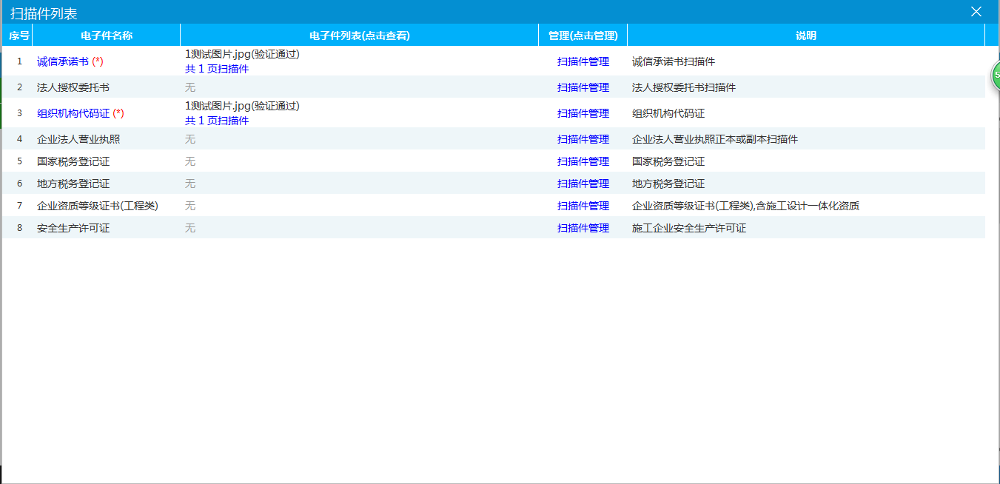 扫描件列表
序号 电子件名称 电子件列表(点击查看) 管理(点击管理) 说明
1 诚信承诺书 (*) 1测试图片.jpg(验证通过) 扫描件管理 诚信承诺书扫描件
共 1 页扫描件
2 法人授权委托书 无 扫描件管理 法人授权委托书扫描件
3 组织机构代码证 (*) 1测试图片.jpg(验证通过) 扫描件管理 组织机构代码证
共 1 页扫描件
4 企业法人营业执照 无 扫描件管理 企业法人营业执照正本或副本扫描件
5 国家税务登记证 无 扫描件管理 国家税务登记证
6 地方税务登记证 无 扫描件管理 地方税务登记证
7 企业资质等级证书(工程类) 无 扫描件管理 企业资质等级证书(工程类),含施工设计一体化资质
8 安全生产许可证 无 扫描件管理 施工企业安全生产许可证